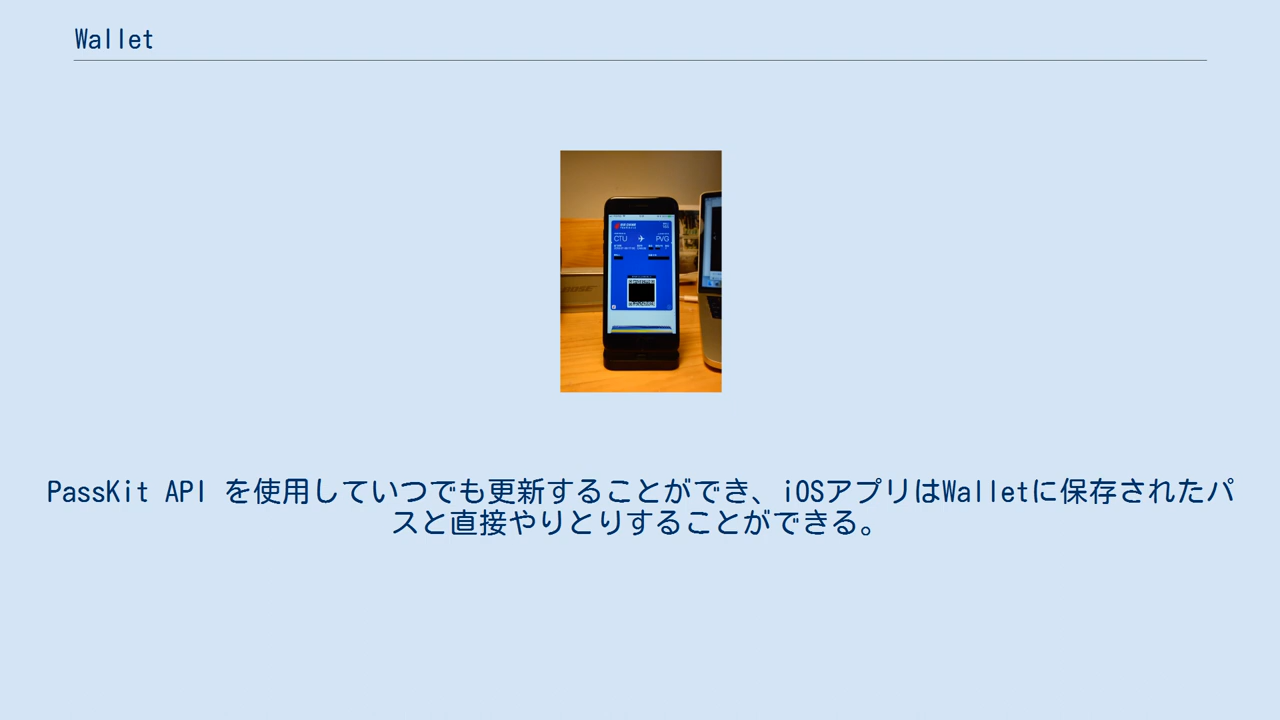 Wallet
CTU
PVG
BOSE
PassKit API を使用していつでも更新することができ、iOSアプリはWalletに保存されたパ
スと直接やりとりすることができる。